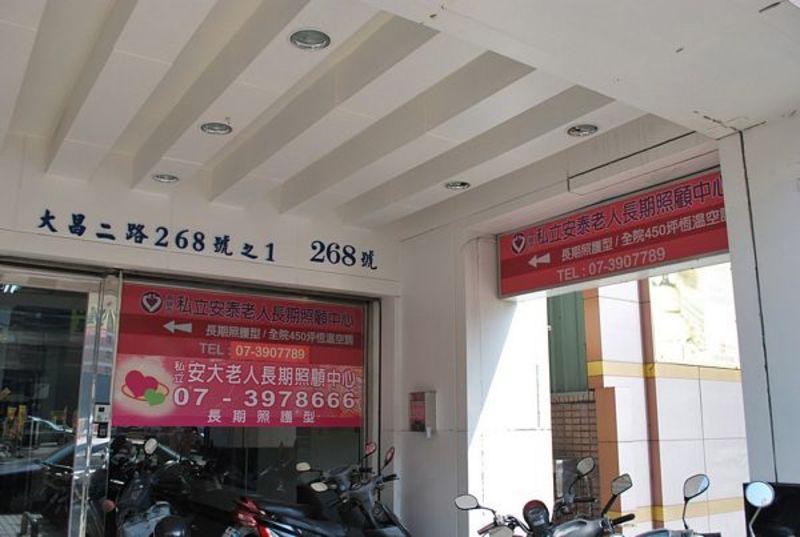 大昌二路268號之1 268號
私立安泰老人長期照顧中心
長期照護型/全院450坪恆溫空調
TEL：07-3907789
私立 安大老人長期照顧中心
07-3978666
長期照護型
私立安泰老人長期照顧中心
長期照護型/全院450坪恆溫空調
TEL：07-3907789